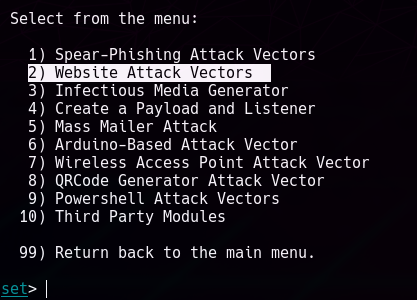 Select from the menu:
1) Spear-Phishing Attack Vectors
2) Website Attack Vectors
3) Infectious Media Generator
4) Create a Payload and Listener
5) Mass Mailer Attack
6) Arduino-Based Attack Vector
7) Wireless Access Point Attack Vector
8) QRCode Generator Attack Vector
9) Powershell Attack Vectors
10) Third Party Modules
99) Return back to the main menu.
set>